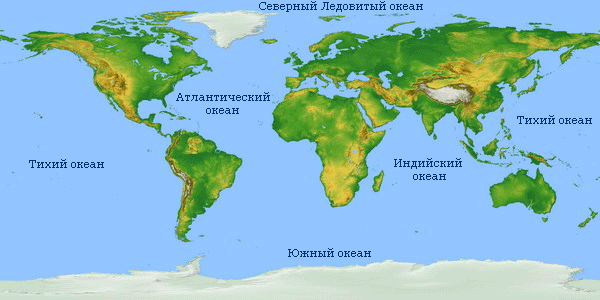 Северный Ледовитый океан
Атлантический
океан
Тихий океан
Тихий океан
Индийский
океан
Южный океан